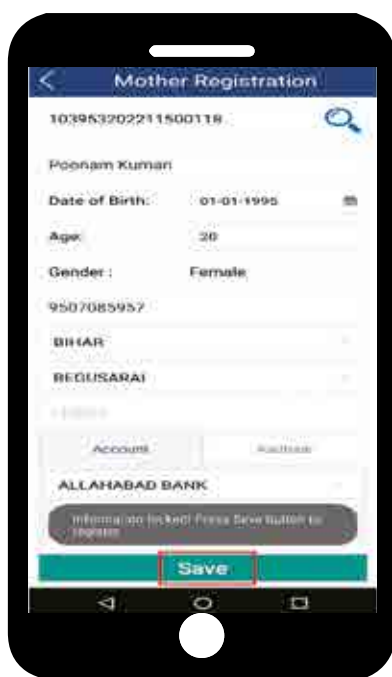 Mother Registration
103953202211500118
Poonam Kumari
Date of Birth: 01-01-1995
Age: 20
Gender : Female
9507085957
BIHAR
BEGUSARAI
Account
ALLAHABAD BANK
Information locked! Press Save button to
register
Save